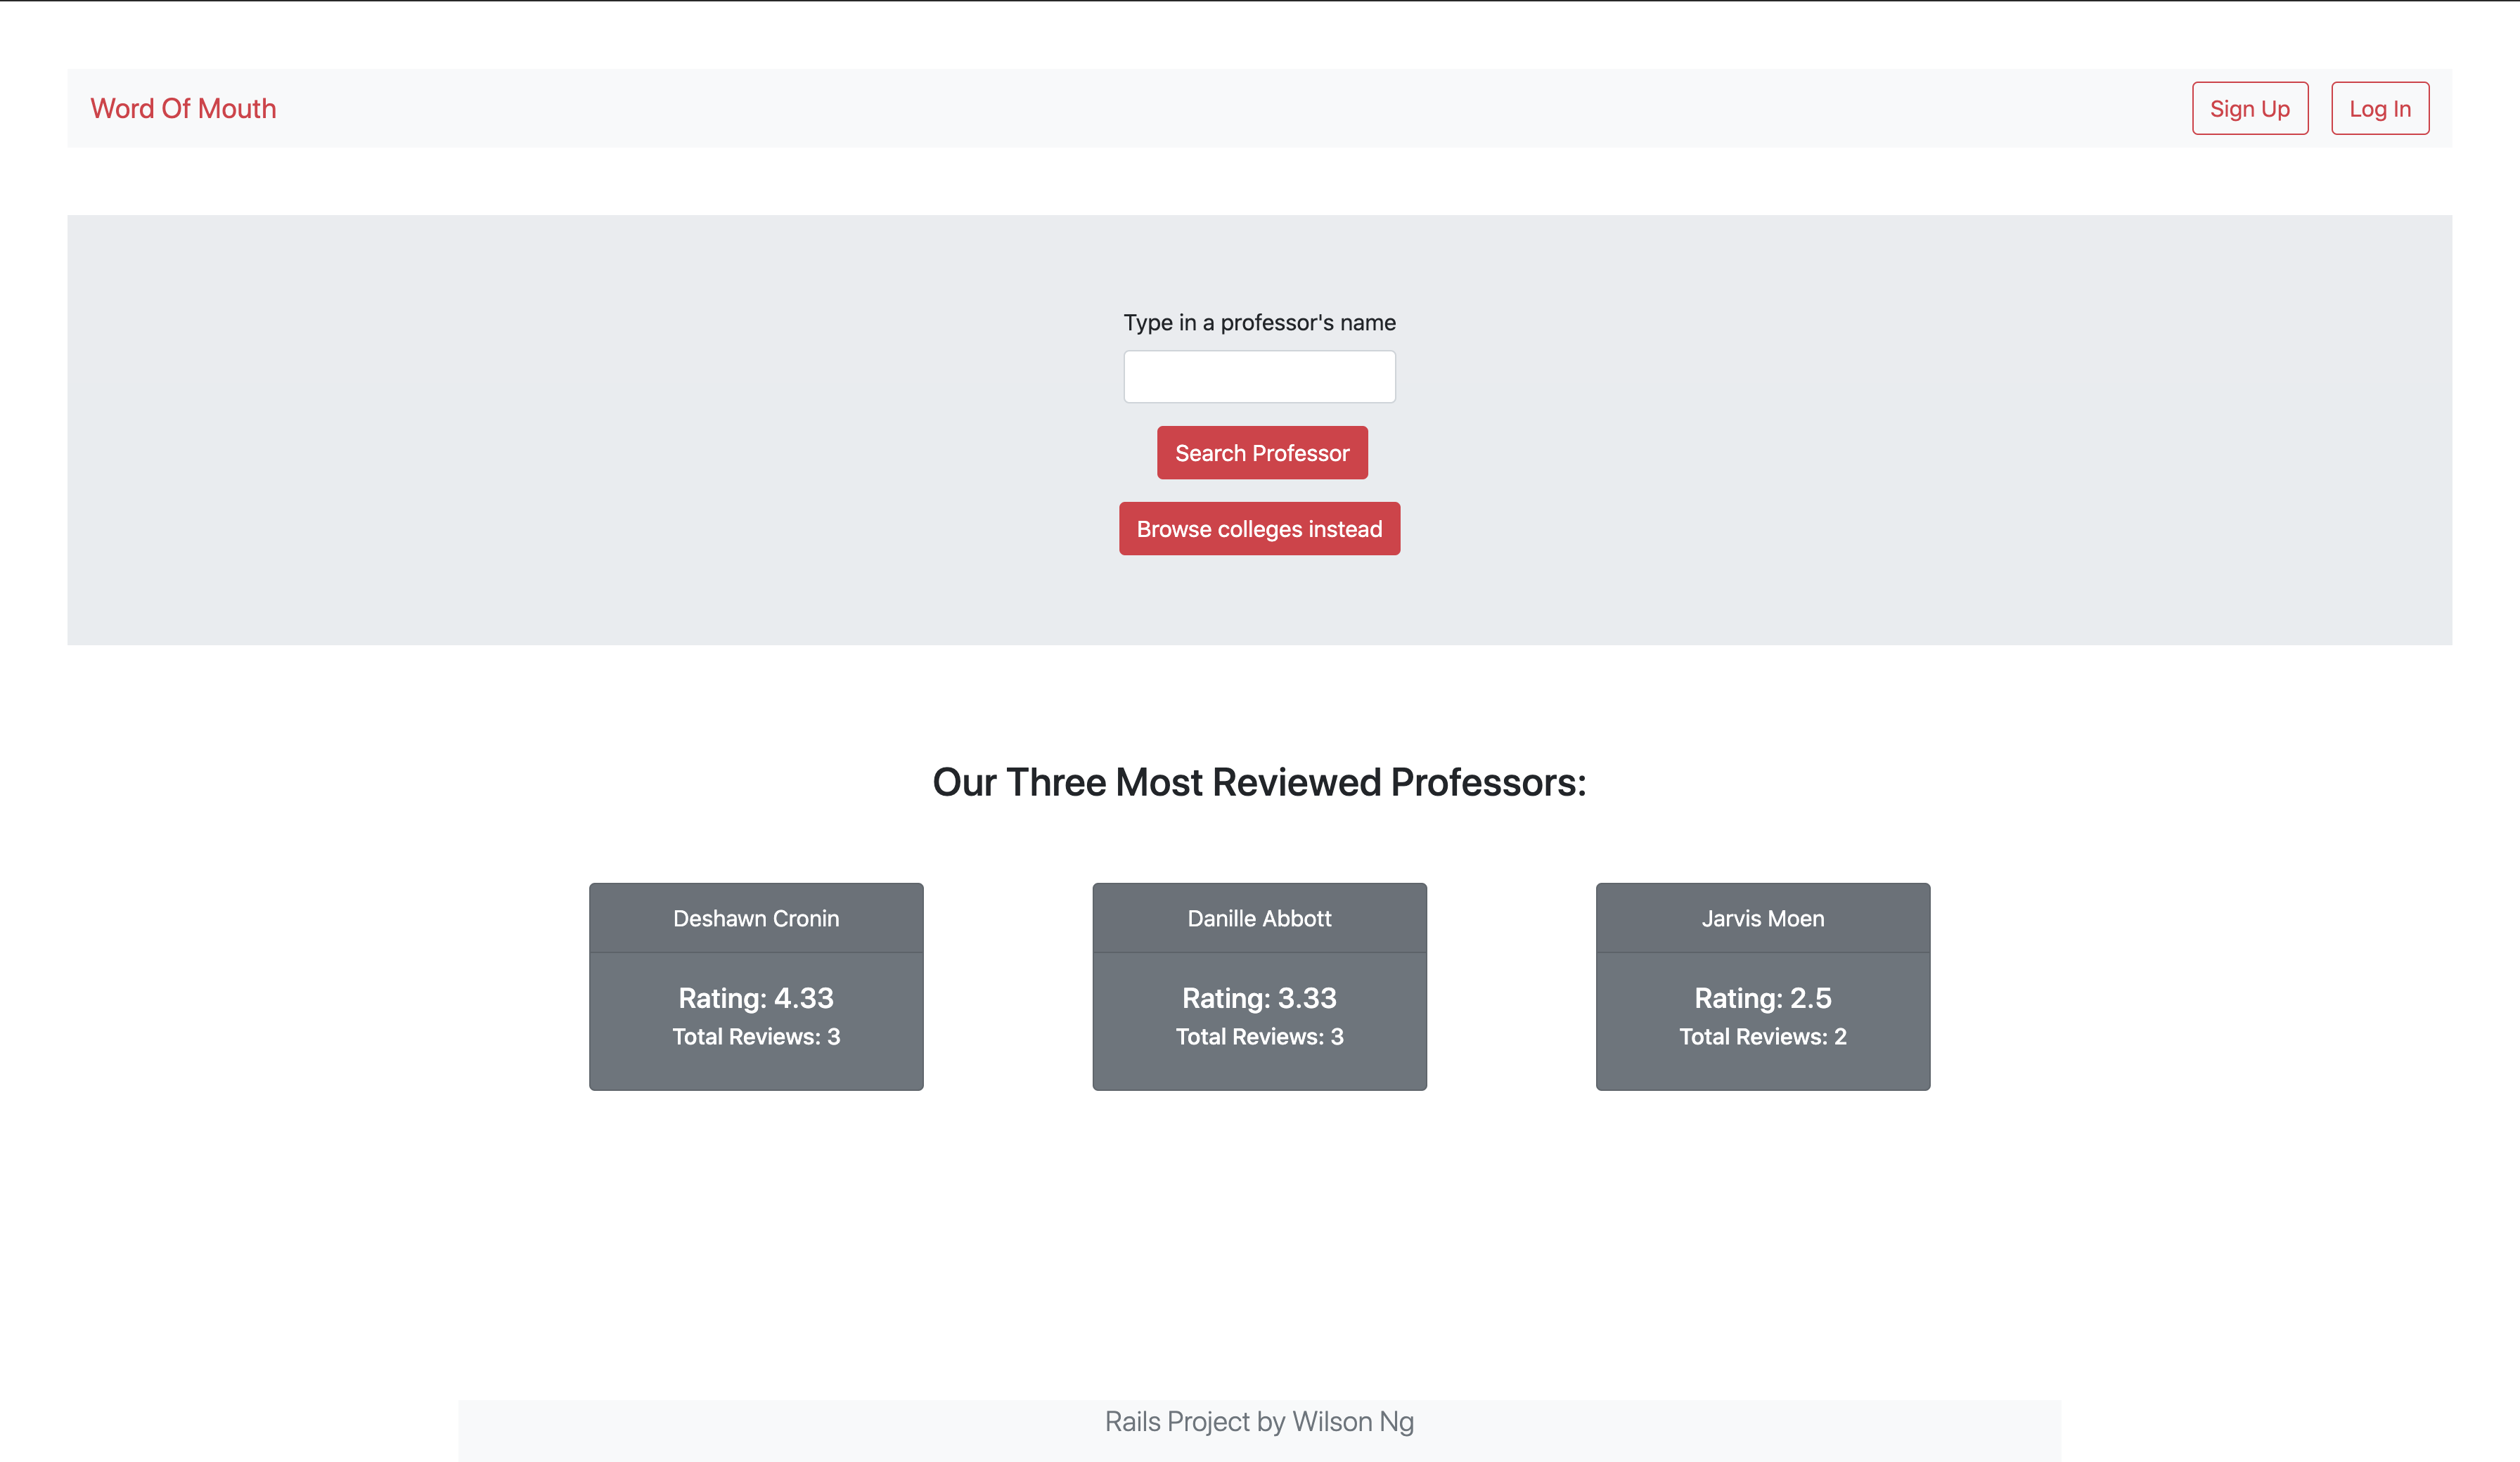 Word Of Mouth
Sign Up
Log In
Type in a professor's name
Search Professor
Browse colleges instead
Our Three Most Reviewed Professors:
Deshawn Cronin
Rating: 4.33
Total Reviews: 3
Danille Abbott
Rating: 3.33
Total Reviews: 3
Jarvis Moen
Rating: 2.5
Total Reviews: 2
Rails Project by Wilson Ng